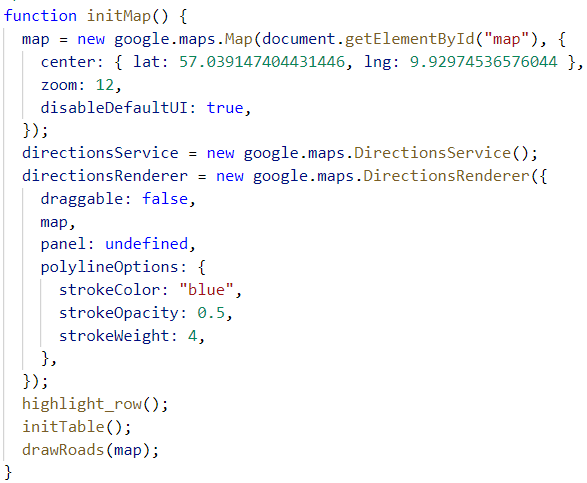 function initMap() {
  map = new google.maps.Map(document.getElementById("map"), {
    center: { lat: 57.039147404431446, lng: 9.92974536576044 },
    zoom: 12,
    disableDefaultUI: true,
  });
  directionsService = new google.maps.DirectionsService();
  directionsRenderer = new google.maps.DirectionsRenderer({
    draggable: false,
    map,
    panel: undefined,
    polylineOptions: {
      strokeColor: "blue",
      strokeOpacity: 0.5,
      strokeWeight: 4,
    },
  });
  highlight_row();
  initTable();
  drawRoads(map);
}